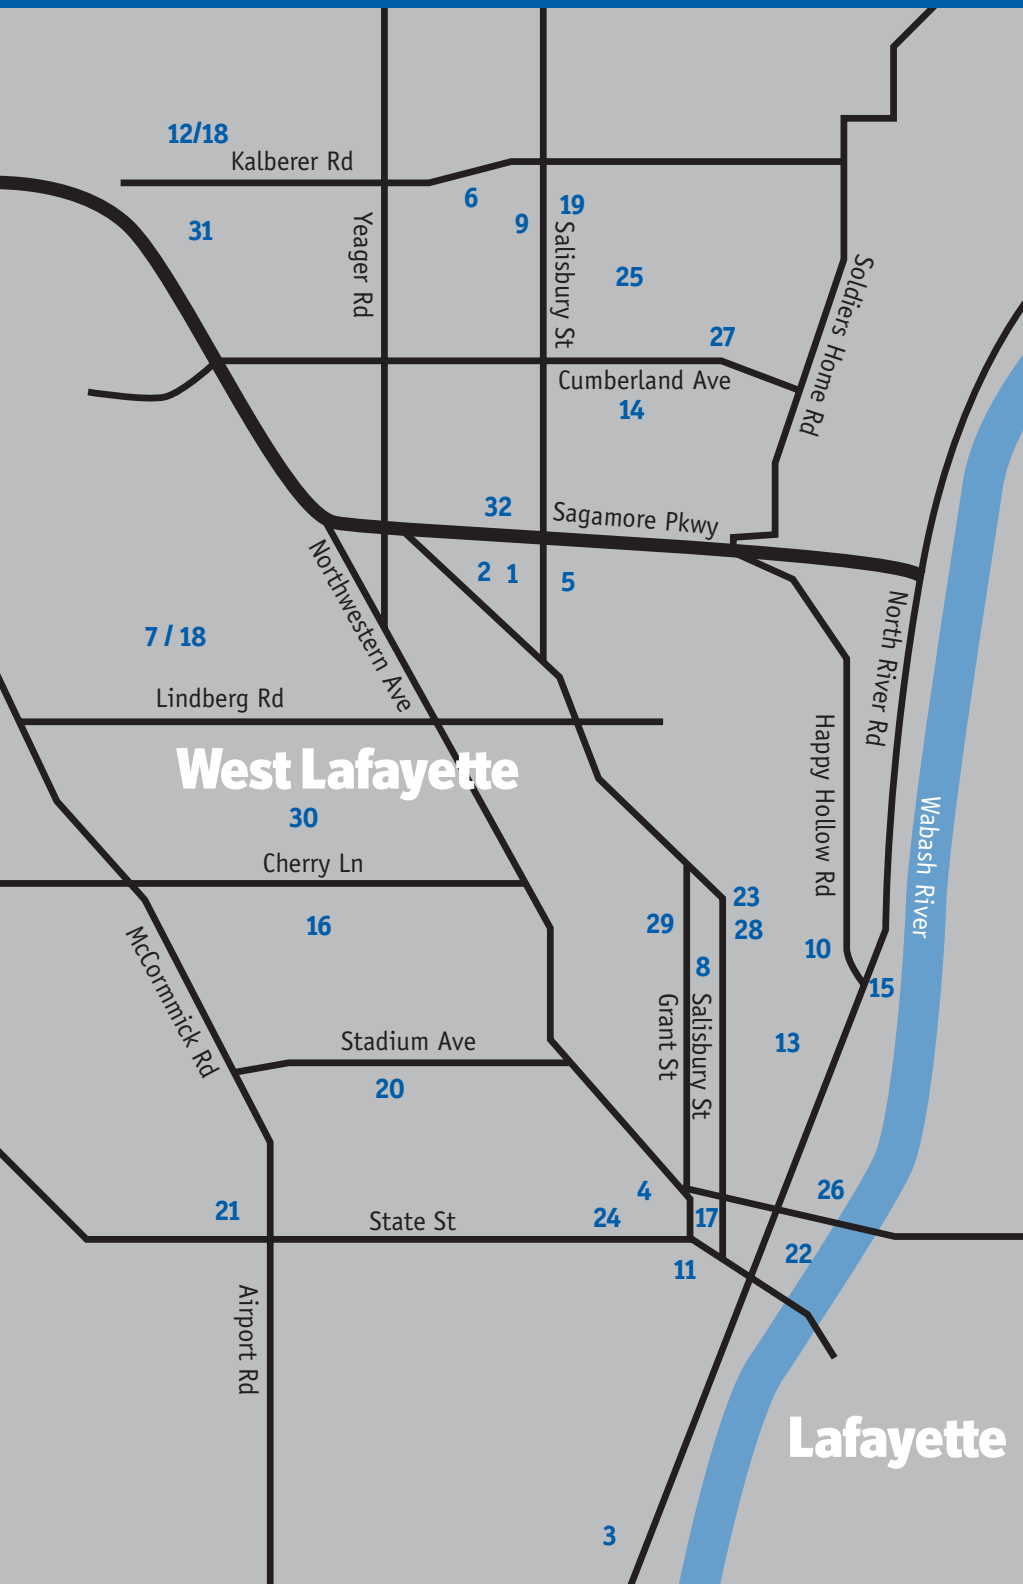 12/18
Kalberer Rd
6
19
9
31
Yeager Rd
Salisbury St
25
Soldiers Home Rd
27
Cumberland Ave
14
32
Sagamore Pkwy
2
1
5
Northwestern Ave
North River Rd
7 / 18
Lindberg Rd
Happy Hollow Rd
West Lafayette
Wabash River
30
Cherry Ln
23
29
28
16
10
McCormmick Rd
8
15
Grant St
Salisbury St
Stadium Ave
13
20
4
26
21
State St
24
17
22
11
Airport Rd
Lafayette
3